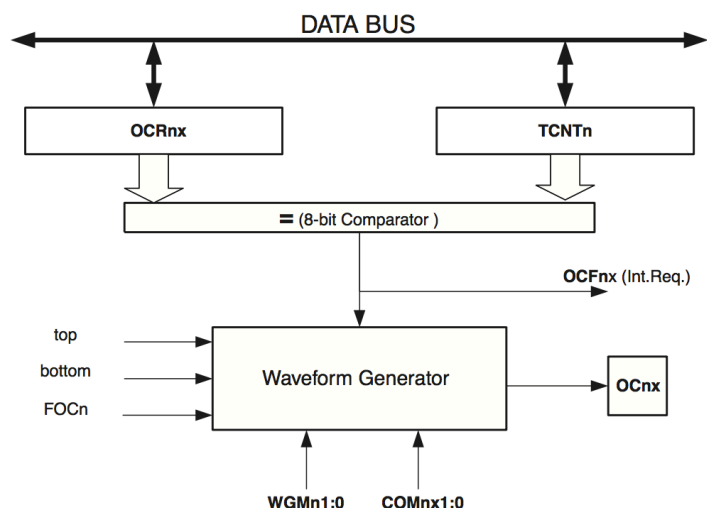 DATA BUS
OCRnx
TCNTn
= (8-bit Comparator )
OCFnx (Int.Req.)
top
bottom
FOCn
Waveform Generator
OCnx
WGMn1:0
COMnx1:0